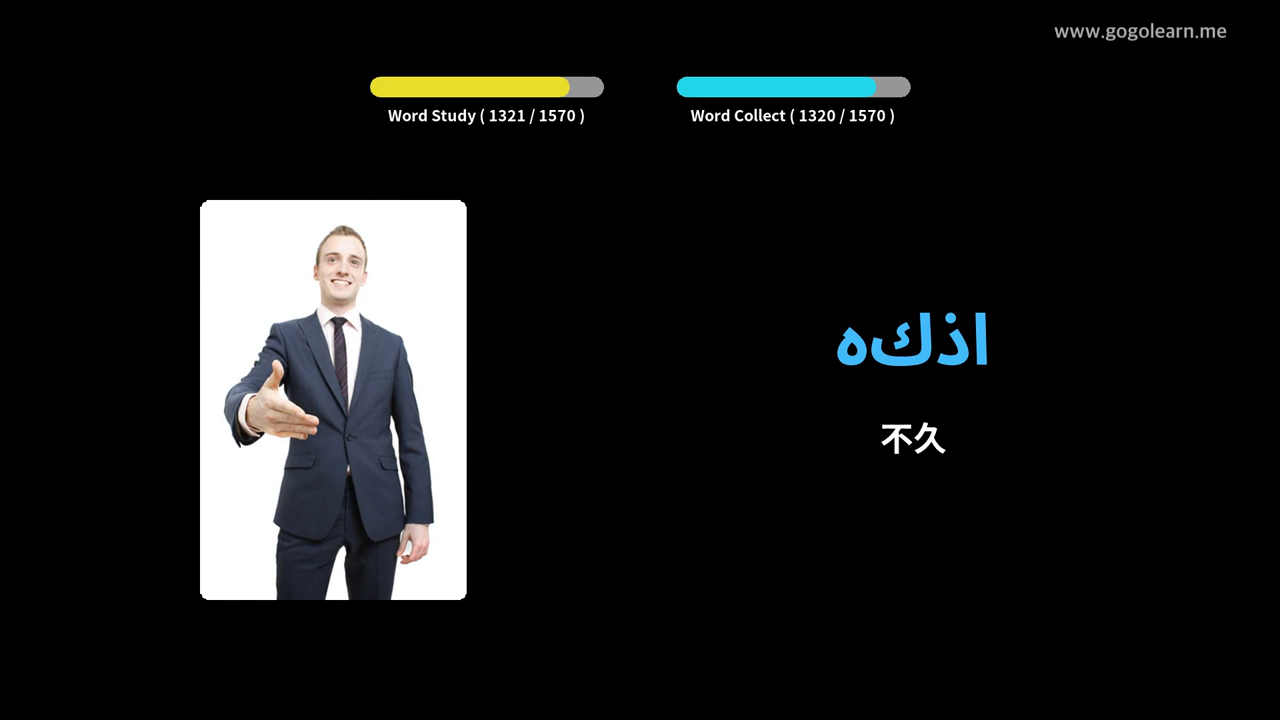 www.gogolearn.me
Word Study ( 1321 / 1570 )
Word Collect ( 1320 / 1570 )
اذكه
不久